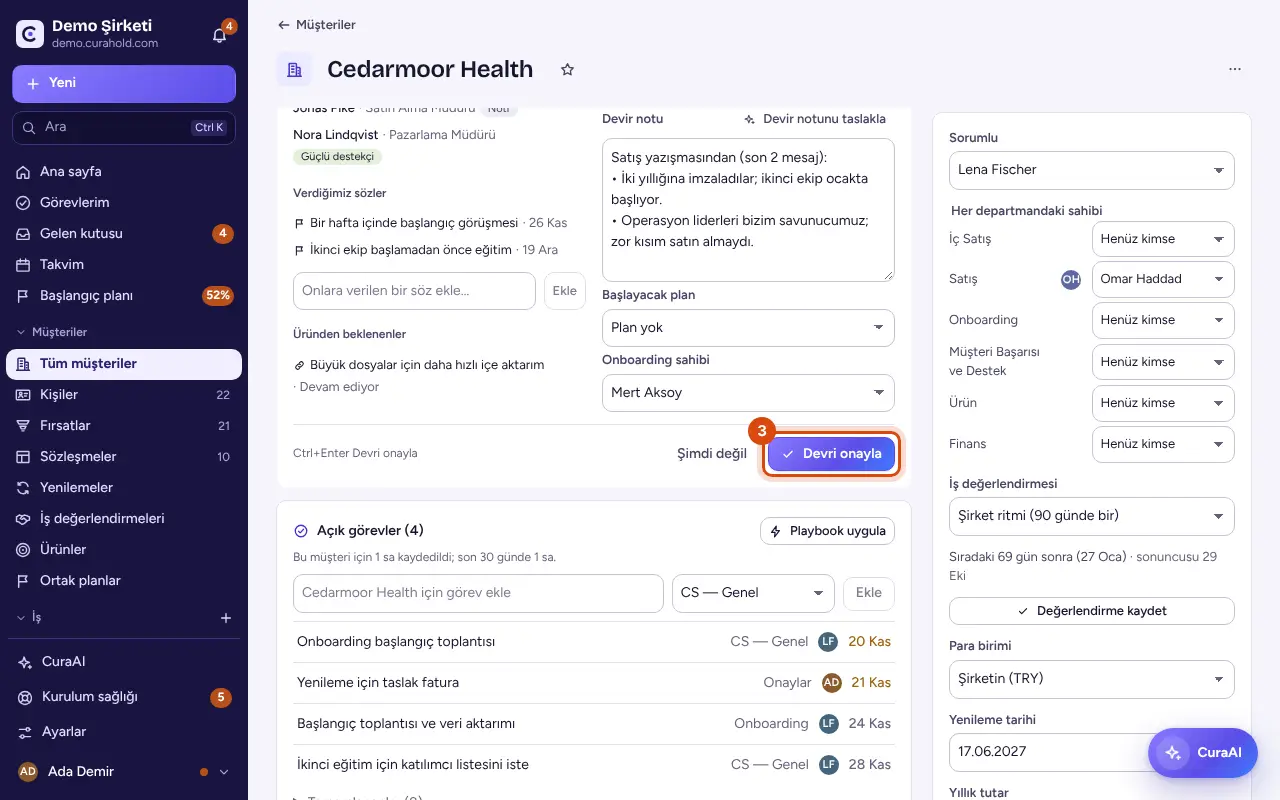 Demo Şirketi
demo.curahold.com
4
Yeni
Ara
Ctrl K
Ana sayfa
Görevlerim
Gelen kutusu
4
Takvim
Başlangıç planı
52%
Müşteriler
Tüm müşteriler
Kişiler
22
Fırsatlar
21
Sözleşmeler
10
Yenilemeler
İş değerlendirmeleri
Ürünler
Ortak planlar
İş
CuraAI
Kurulum sağlığı
5
Ayarlar
AD
Ada Demir
Müşteriler
Cedarmoor Health
Jonas Pike · Satın Alma Müdürü
Nora Lindqvist · Pazarlama Müdürü
Güçlü destekçi
Verdiğimiz sözler
Bir hafta içinde başlangıç görüşmesi · 26 Kas
İkinci ekip başlamadan önce eğitim · 19 Ara
Onlara verilen bir söz ekle...
Ekle
Üründen beklenenler
Büyük dosyalar için daha hızlı içe aktarım
· Devam ediyor
Devir notu
Devir notunu taslakla
Satış yazışmasından (son 2 mesaj):
• İki yıllığına imzaladılar; ikinci ekip ocakta
başlıyor.
• Operasyon liderleri bizim savunucumuz;
zor kısım satın almaydı.
Başlayacak plan
Plan yok
Onboarding sahibi
Mert Aksoy
Ctrl+Enter Devri onayla
Şimdi değil
3
Devri onayla
Açık görevler (4)
Playbook uygula
Bu müşteri için 1 sa kaydedildi; son 30 günde 1 sa.
Cedarmoor Health için görev ekle
CS — Genel
Ekle
Onboarding başlangıç toplantısı
CS — Genel
LF
20 Kas
Yenileme için taslak fatura
Onaylar
AD
21 Kas
Başlangıç toplantısı ve veri aktarımı
Onboarding
LF
24 Kas
İkinci eğitim için katılımcı listesini iste
CS — Genel
LF
28 Kas
Sorumlu
Lena Fischer
Her departmandaki sahibi
İç Satış
Henüz kimse
Satış
OH
Omar Haddad
Onboarding
Henüz kimse
Müşteri Başarısı
ve Destek
Henüz kimse
Ürün
Henüz kimse
Finans
Henüz kimse
İş değerlendirmesi
Şirket ritmi (90 günde bir)
Sıradaki 69 gün sonra (27 Oca) · sonuncusu 29
Eki
Değerlendirme kaydet
Para birimi
Şirketin (TRY)
Yenileme tarihi
17.06.2027
CuraAI
Yıllık tutar